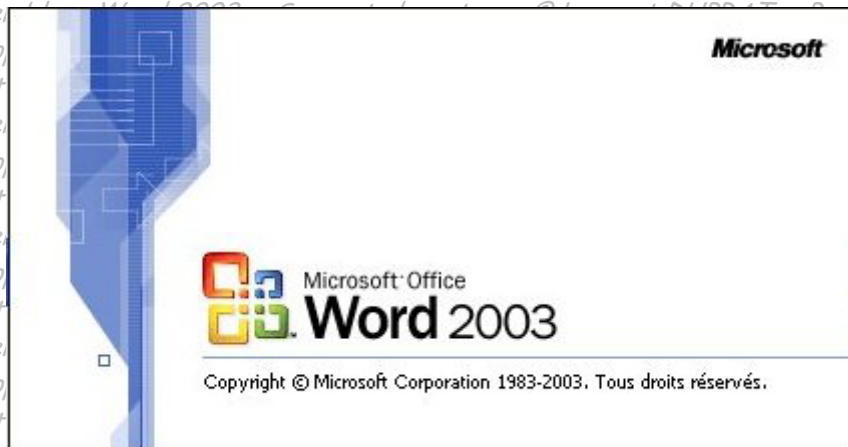 Microsoft
Microsoft Office
Word 2003
Copyright © Microsoft Corporation 1983-2003. Tous droits réservés.